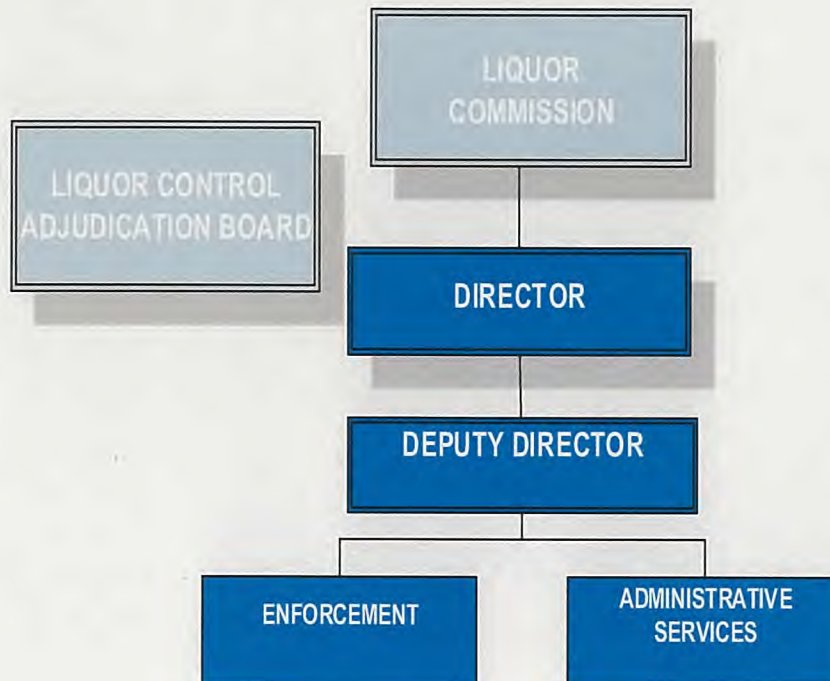 LIQUOR
COMMISSION
LIQUOR CONTROL
ADJUDICATION BOARD
DIRECTOR
DEPUTY DIRECTOR
ENFORCEMENT
ADMINISTRATIVE
SERVICES